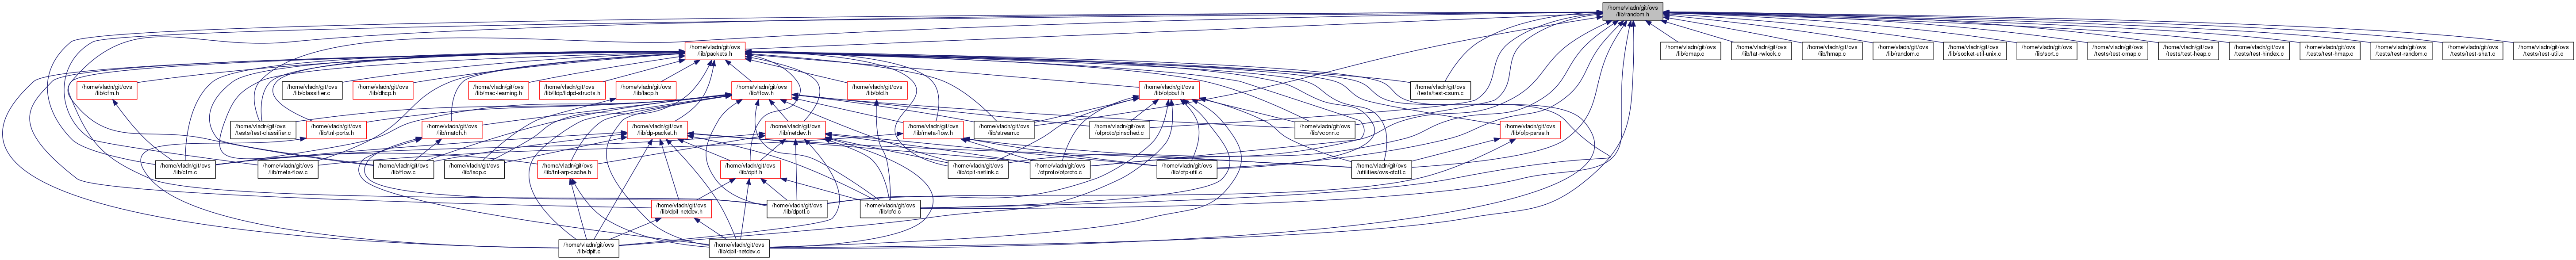 /home/vladn/git/ovs
/lib/random.h
/home/vladn/git/ovs
/lib/packets.h
/home/vladn/git/ovs
/lib/cmap.c
/home/vladn/git/ovs
/lib/fat-rwlock.c
/home/vladn/git/ovs
/lib/hmap.c
/home/vladn/git/ovs
/lib/random.c
/home/vladn/git/ovs
/lib/socket-util-unix.c
/home/vladn/git/ovs
/lib/sort.c
/home/vladn/git/ovs
/tests/test-cmap.c
/home/vladn/git/ovs
/tests/test-heap.c
/home/vladn/git/ovs
/tests/test-hindex.c
/home/vladn/git/ovs
/tests/test-hmap.c
/home/vladn/git/ovs
/tests/test-random.c
/home/vladn/git/ovs
/tests/test-sha1.c
/home/vladn/git/ovs
/tests/test-util.c
/home/vladn/git/ovs
/lib/cfm.h
/home/vladn/git/ovs
/lib/classifier.c
/home/vladn/git/ovs
/lib/dhcp.h
/home/vladn/git/ovs
/lib/mac-learning.h
/home/vladn/git/ovs
/lib/lldp/lldpd-structs.h
/home/vladn/git/ovs
/lib/lacp.h
/home/vladn/git/ovs
/lib/flow.h
/home/vladn/git/ovs
/lib/bfd.h
/home/vladn/git/ovs
/lib/ofpbuf.h
/home/vladn/git/ovs
/tests/test-csum.c
/home/vladn/git/ovs
/tests/test-classifier.c
/home/vladn/git/ovs
/lib/tnl-ports.h
/home/vladn/git/ovs
/lib/match.h
/home/vladn/git/ovs
/lib/dp-packet.h
/home/vladn/git/ovs
/lib/netdev.h
/home/vladn/git/ovs
/lib/meta-flow.h
/home/vladn/git/ovs
/lib/stream.c
/home/vladn/git/ovs
/ofproto/pinsched.c
/home/vladn/git/ovs
/lib/vconn.c
/home/vladn/git/ovs
/lib/ofp-parse.h
/home/vladn/git/ovs
/lib/cfm.c
/home/vladn/git/ovs
/lib/meta-flow.c
/home/vladn/git/ovs
/lib/flow.c
/home/vladn/git/ovs
/lib/lacp.c
/home/vladn/git/ovs
/lib/tnl-arp-cache.h
/home/vladn/git/ovs
/lib/dpif.h
/home/vladn/git/ovs
/lib/dpif-netlink.c
/home/vladn/git/ovs
/ofproto/ofproto.c
/home/vladn/git/ovs
/lib/ofp-util.c
/home/vladn/git/ovs
/utilities/ovs-ofctl.c
/home/vladn/git/ovs
/lib/dpif-netdev.h
/home/vladn/git/ovs
/lib/dpctl.c
/home/vladn/git/ovs
/lib/bfd.c
/home/vladn/git/ovs
/lib/dpif.c
/home/vladn/git/ovs
/lib/dpif-netdev.c